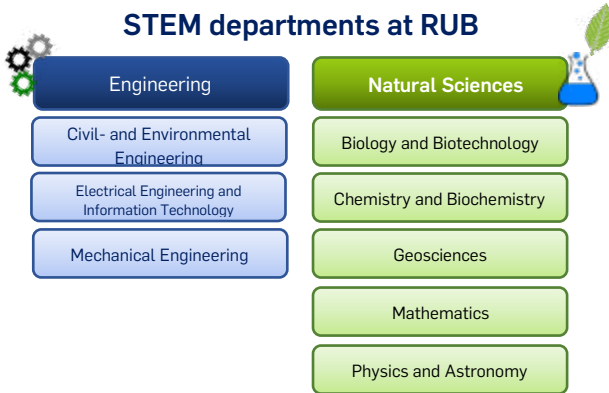 STEM departments at RUB
Engineering
Civil- and Environmental
Engineering
Electrical Engineering and
Information Technology
Mechanical Engineering
Natural Sciences
Biology and Biotechnology
Chemistry and Biochemistry
Geosciences
Mathematics
Physics and Astronomy